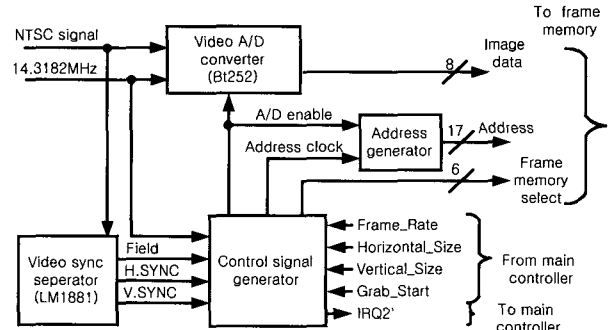 To frame
memory
NTSC signal
14.3182MHz
Video A/D
converter
(Bt252)
8
Image
data
A/D enable
Address clock
Address
generator
17
Address
6
Frame
memory
select
Video sync
seperator
(LM1881)
Field
H.SYNC
V.SYNC
Control signal
generator
Frame_Rate
Horizontal_Size
Vertical_Size
Grab_Start
IRQ2'
From main
controller
To main
controller